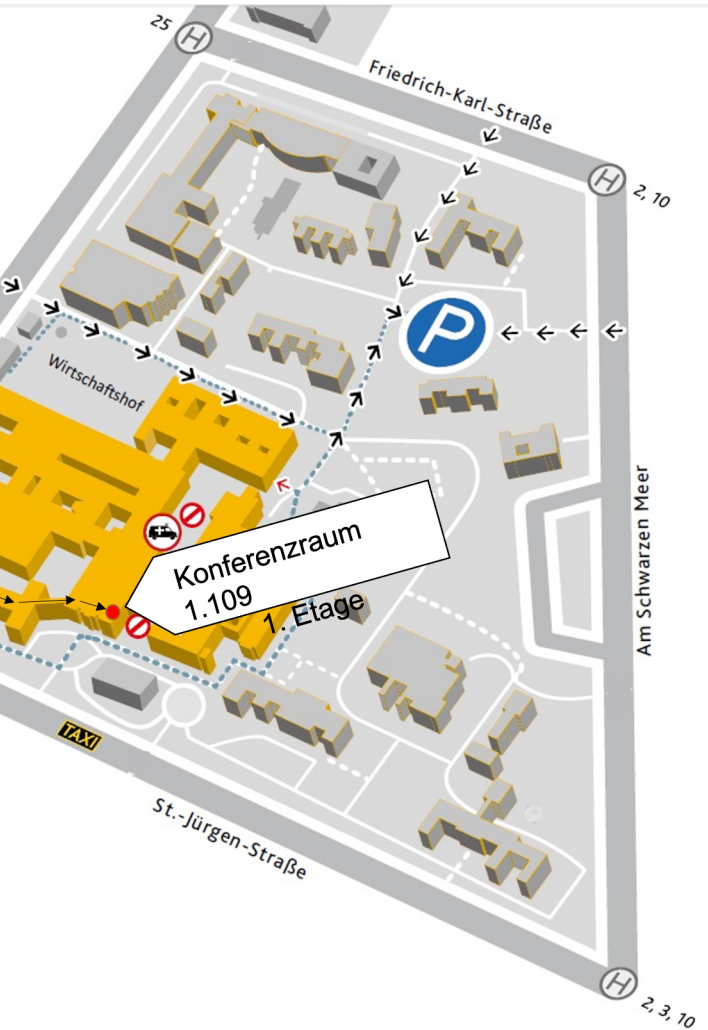 25
H
Friedrich-Karl-Straße
H
2, 10
P
Wirtschaftshof
Konferenzraum
1.109
1. Etage
Am Schwarzen Meer
TAXI
St.-Jürgen-Straße
H
2, 3, 10